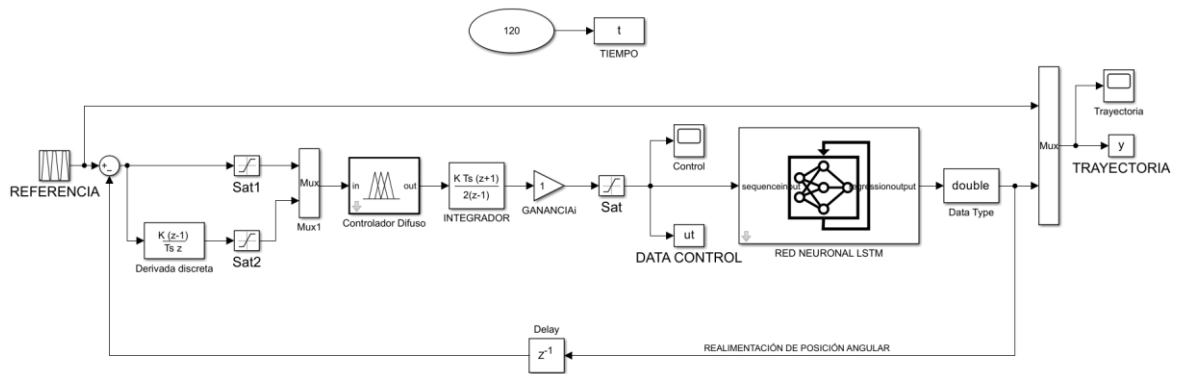 120
t
TIEMPO
REFERENCIA
+
−
Sat1
K (z-1)
Ts z
Derivada discreta
Sat2
Mux
Mux1
in
out
Controlador Difuso
K Ts (z+1)
2(z-1)
INTEGRADOR
1
GANANCIAi
Sat
Control
ut
DATA CONTROL
sequenceinput
regressionoutput
RED NEURONAL LSTM
double
Data Type
Mux
Trayectoria
y
TRAYECTORIA
Delay
Z⁻¹
REALIMENTACIÓN DE POSICIÓN ANGULAR